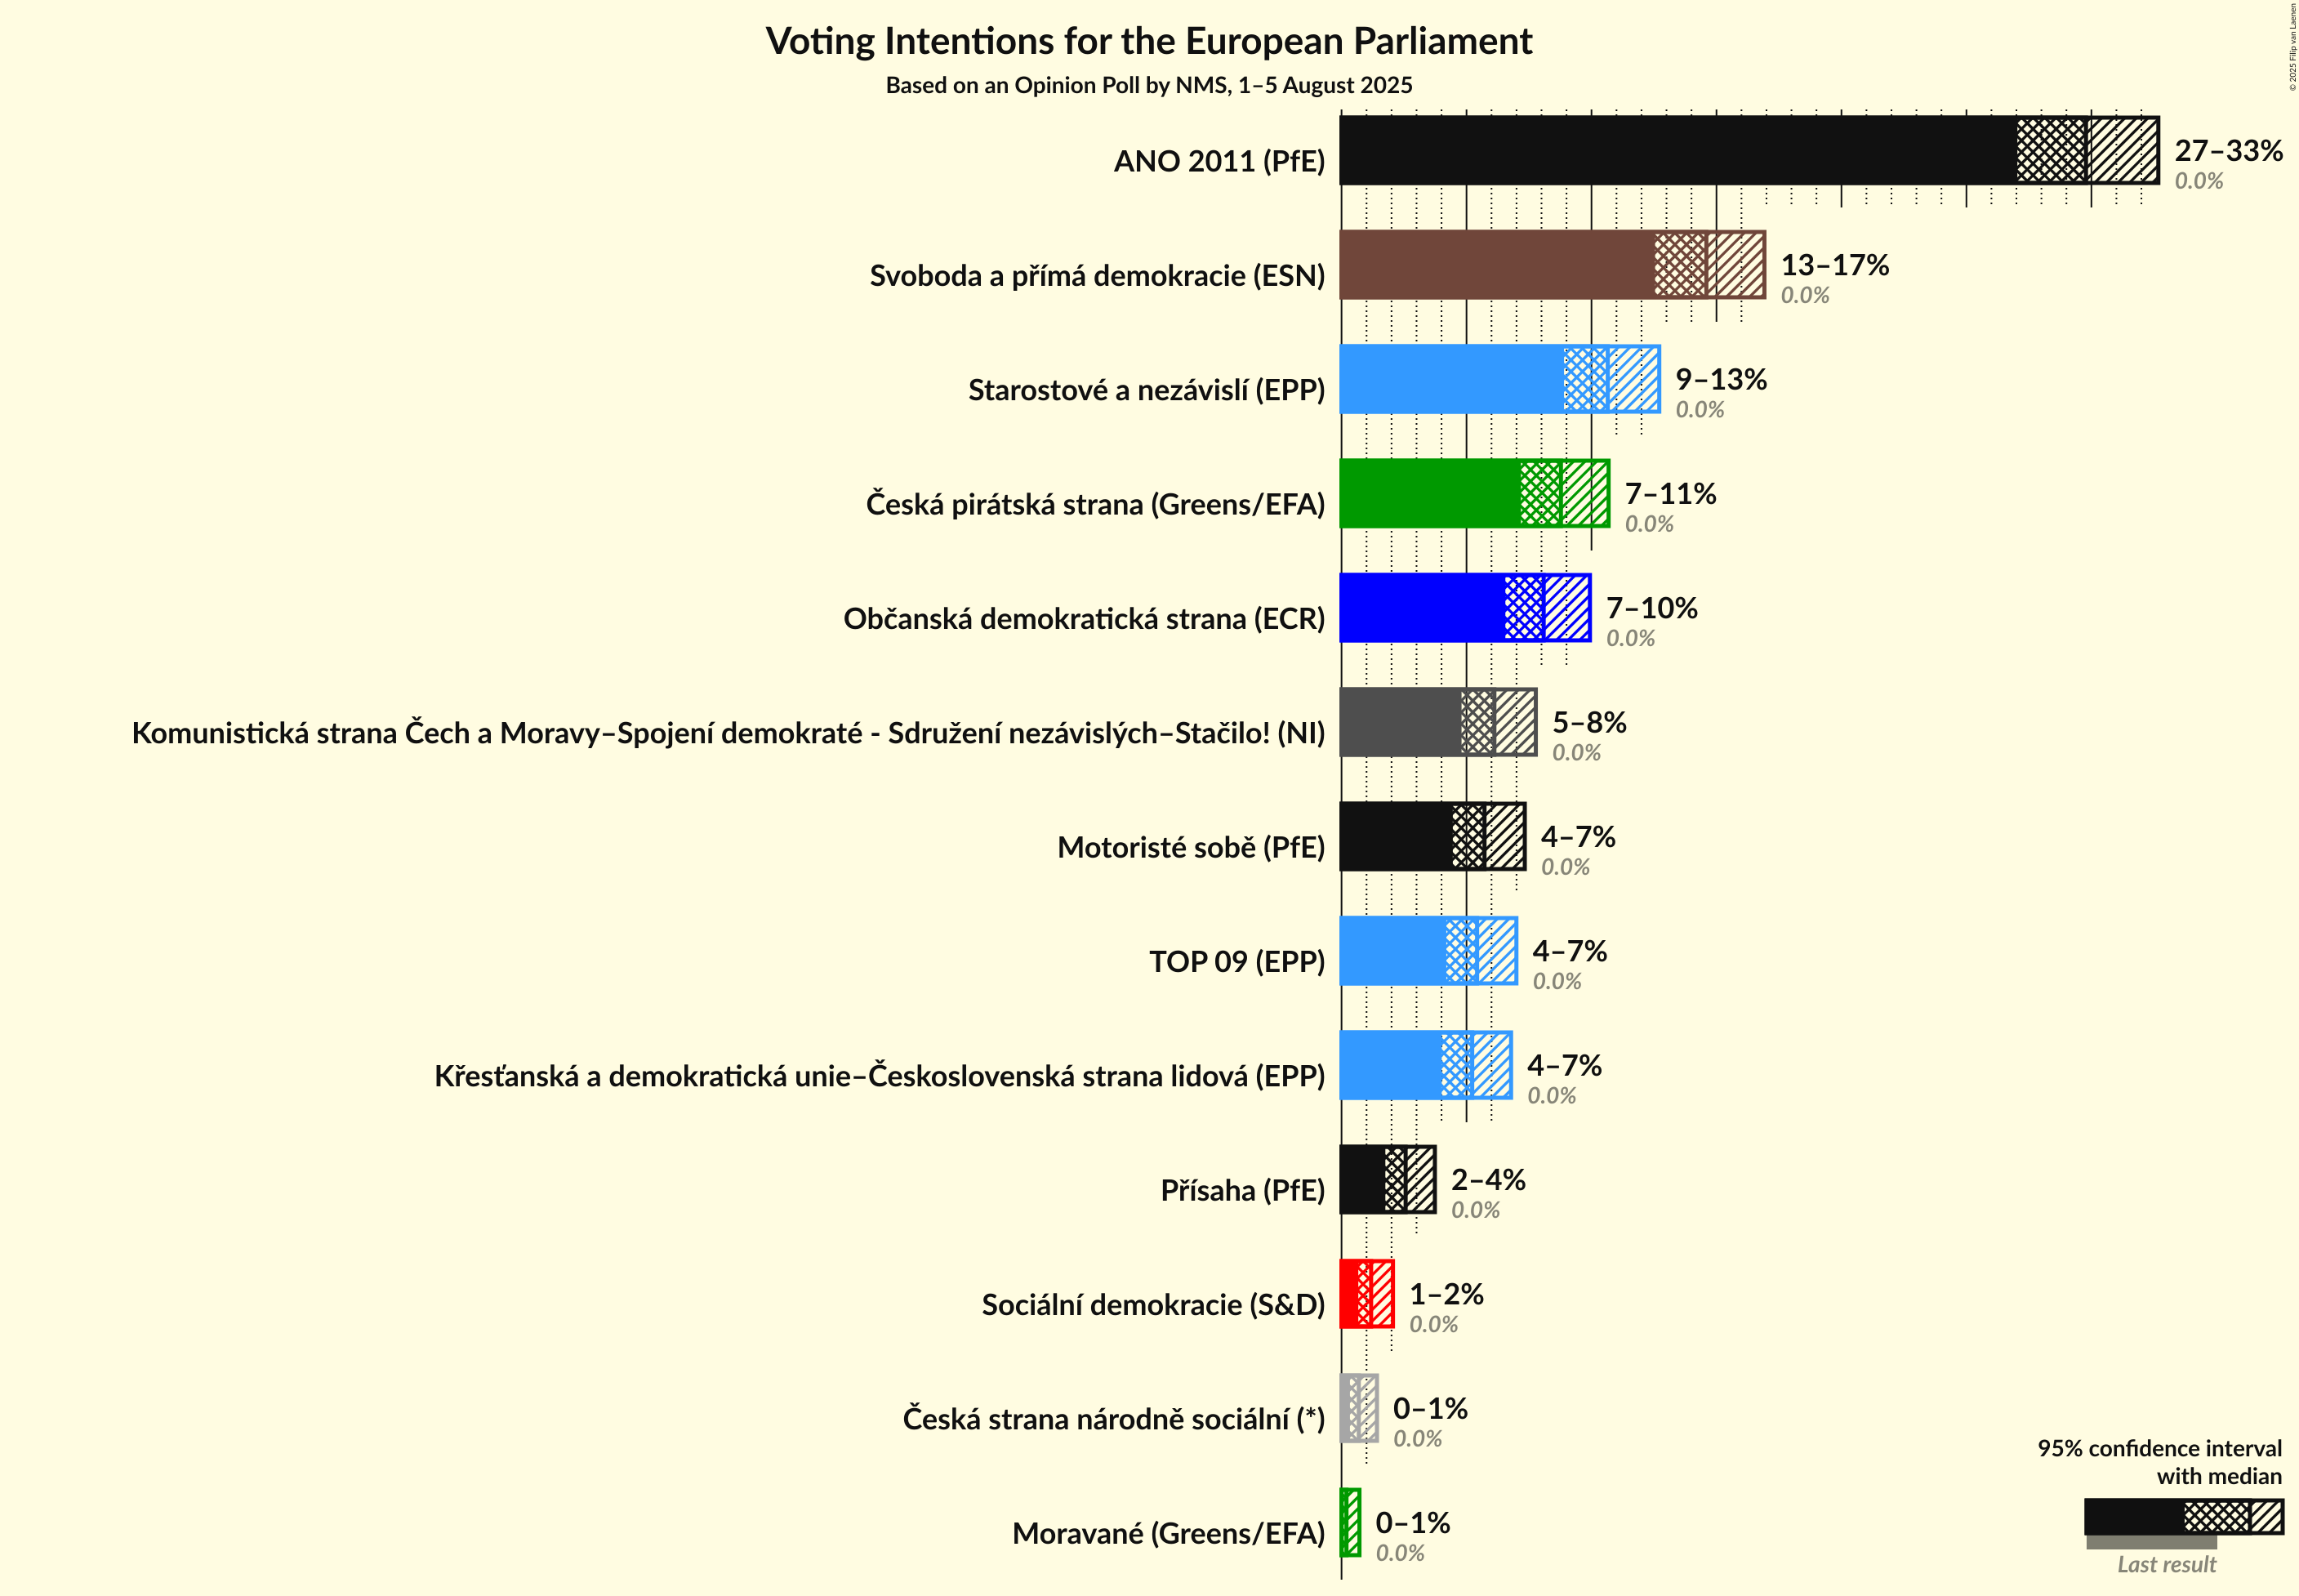 Voting Intentions for the European Parliament
Based on an Opinion Poll by NMS, 1–5 August 2025
© 2025 Filip van Laenen
ANO 2011 (PfE)
27–33%
0.0%
Svoboda a přímá demokracie (ESN)
13–17%
0.0%
Starostové a nezávislí (EPP)
9–13%
0.0%
Česká pirátská strana (Greens/EFA)
7–11%
0.0%
Občanská demokratická strana (ECR)
7–10%
0.0%
Komunistická strana Čech a Moravy–Spojení demokraté - Sdružení nezávislých–Stačilo! (NI)
5–8%
0.0%
Motoristé sobě (PfE)
4–7%
0.0%
TOP 09 (EPP)
4–7%
0.0%
Křesťanská a demokratická unie–Československá strana lidová (EPP)
4–7%
0.0%
Přísaha (PfE)
2–4%
0.0%
Sociální demokracie (S&D)
1–2%
0.0%
Česká strana národně sociální (*)
0–1%
0.0%
Moravané (Greens/EFA)
0–1%
0.0%
95% confidence interval
with median
Last result